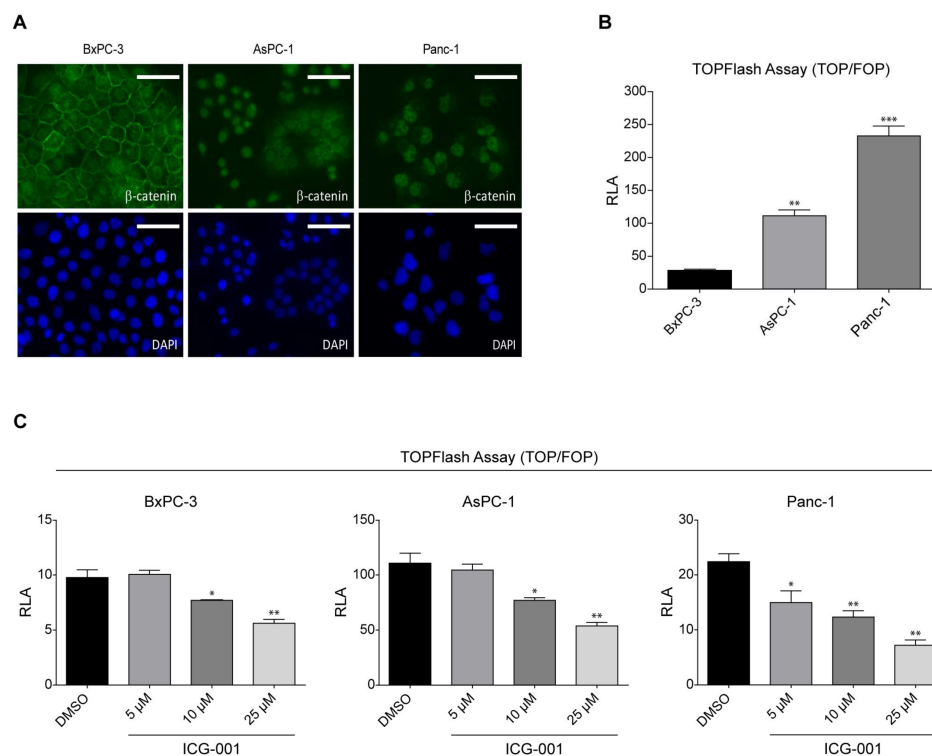 A
BxPC-3 AsPC-1 Panc-1
β-catenin β-catenin β-catenin
DAPI DAPI DAPI
B
TOPFlash Assay (TOP/FOP)
300
250
200
150
100
50
0
RLA
** ***
BxPC-3 AsPC-1 Panc-1
C
TOPFlash Assay (TOP/FOP)
BxPC-3
15
10
5
0
RLA
* **
DMSO 5 µM 10 µM 25 µM
ICG-001
AsPC-1
150
100
50
0
RLA
* **
DMSO 5 µM 10 µM 25 µM
ICG-001
Panc-1
30
20
10
0
RLA
* ** **
DMSO 5 µM 10 µM 25 µM
ICG-001